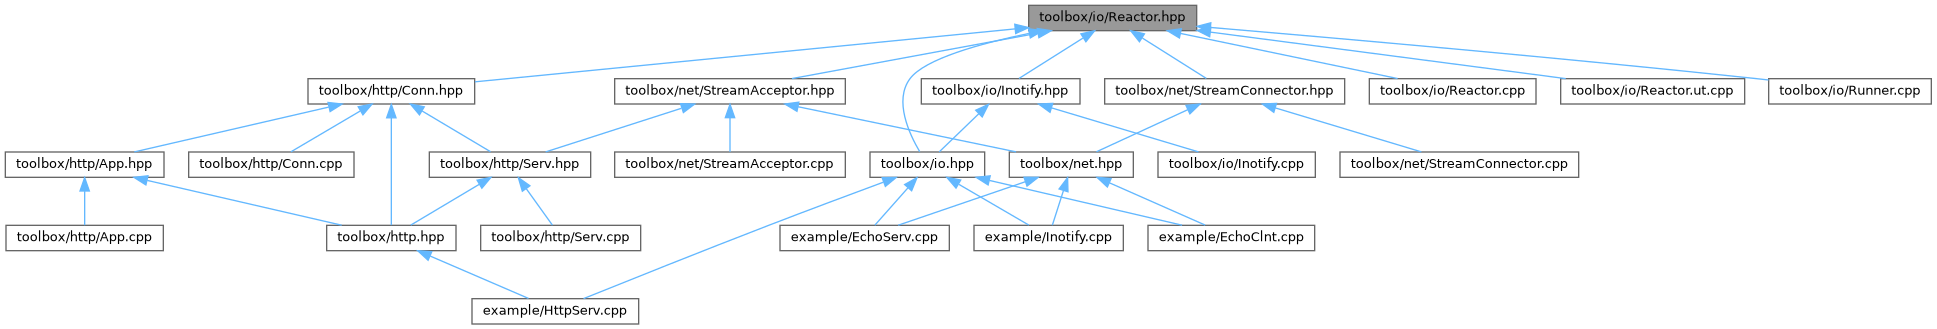 toolbox/io/Reactor.hpp
toolbox/http/Conn.hpp
toolbox/net/StreamAcceptor.hpp
toolbox/io/Inotify.hpp
toolbox/net/StreamConnector.hpp
toolbox/io/Reactor.cpp
toolbox/io/Reactor.ut.cpp
toolbox/io/Runner.cpp
toolbox/http/App.hpp
toolbox/http/Conn.cpp
toolbox/http/Serv.hpp
toolbox/net/StreamAcceptor.cpp
toolbox/io.hpp
toolbox/net.hpp
toolbox/io/Inotify.cpp
toolbox/net/StreamConnector.cpp
toolbox/http/App.cpp
toolbox/http.hpp
toolbox/http/Serv.cpp
example/EchoServ.cpp
example/Inotify.cpp
example/EchoClnt.cpp
example/HttpServ.cpp